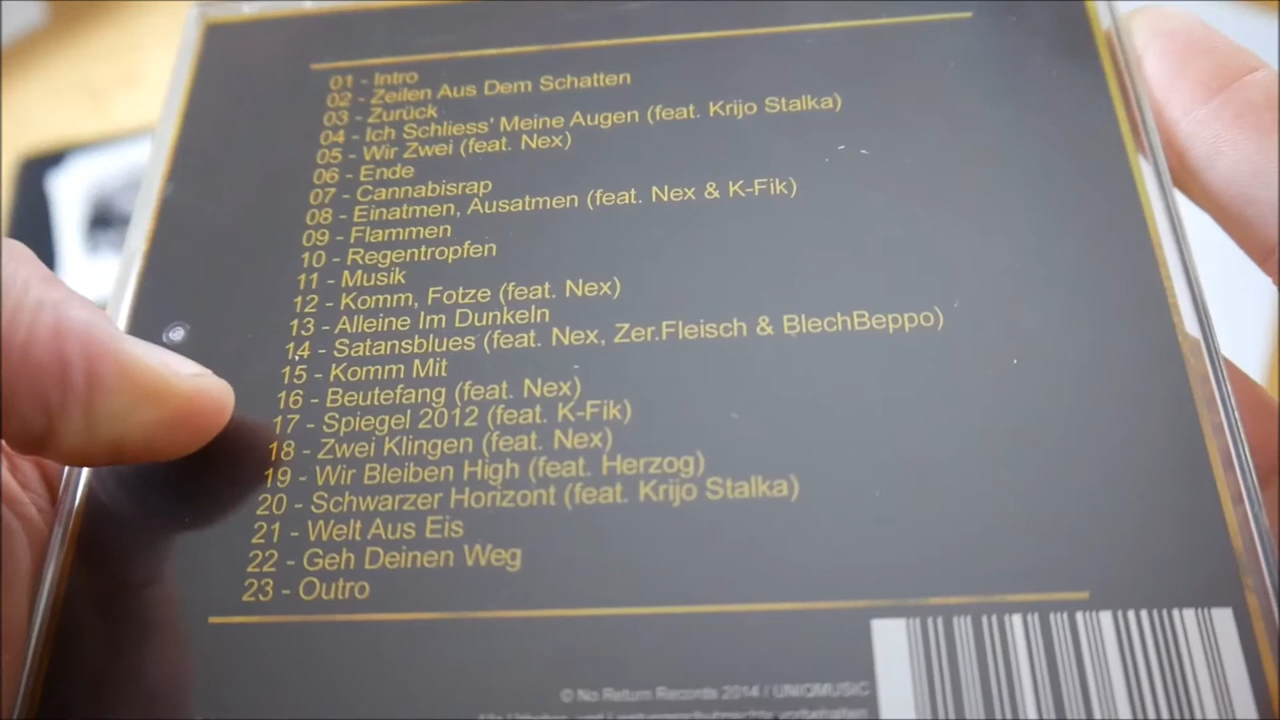 01 - Intro
02 - Zeilen Aus Dem Schatten
03 - Zurück
04 - Ich Schliess' Meine Augen (feat. Krijo Stalka)
05 - Wir Zwei (feat. Nex)
06 - Ende
07 - Cannabisrap
08 - Einatmen, Ausatmen (feat. Nex & K-Fik)
09 - Flammen
10 - Regentropfen
11 - Musik
12 - Komm, Fotze (feat. Nex)
13 - Alleine Im Dunkeln
14 - Satansblues (feat. Nex, Zer.Fleisch & BlechBeppo)
15 - Komm Mit
16 - Beutefang (feat. Nex)
17 - Spiegel 2012 (feat. K-Fik)
18 - Zwei Klingen (feat. Nex)
19 - Wir Bleiben High (feat. Herzog)
20 - Schwarzer Horizont (feat. Krijo Stalka)
21 - Welt Aus Eis
22 - Geh Deinen Weg
23 - Outro
© No Return Records 2014 / UNIQMUSIC